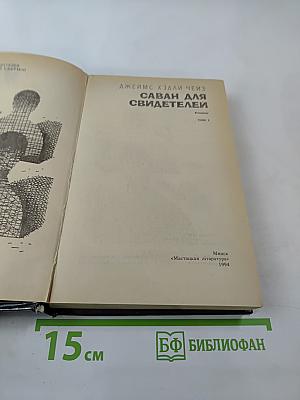 ДЖЕЙМС ХЭДЛИ ЧЕЙЗ
САВАН ДЛЯ
СВИДЕТЕЛЕЙ
Минск
«Мастацкая літаратура»
1994
15 см
БФ БИБЛИОФАН